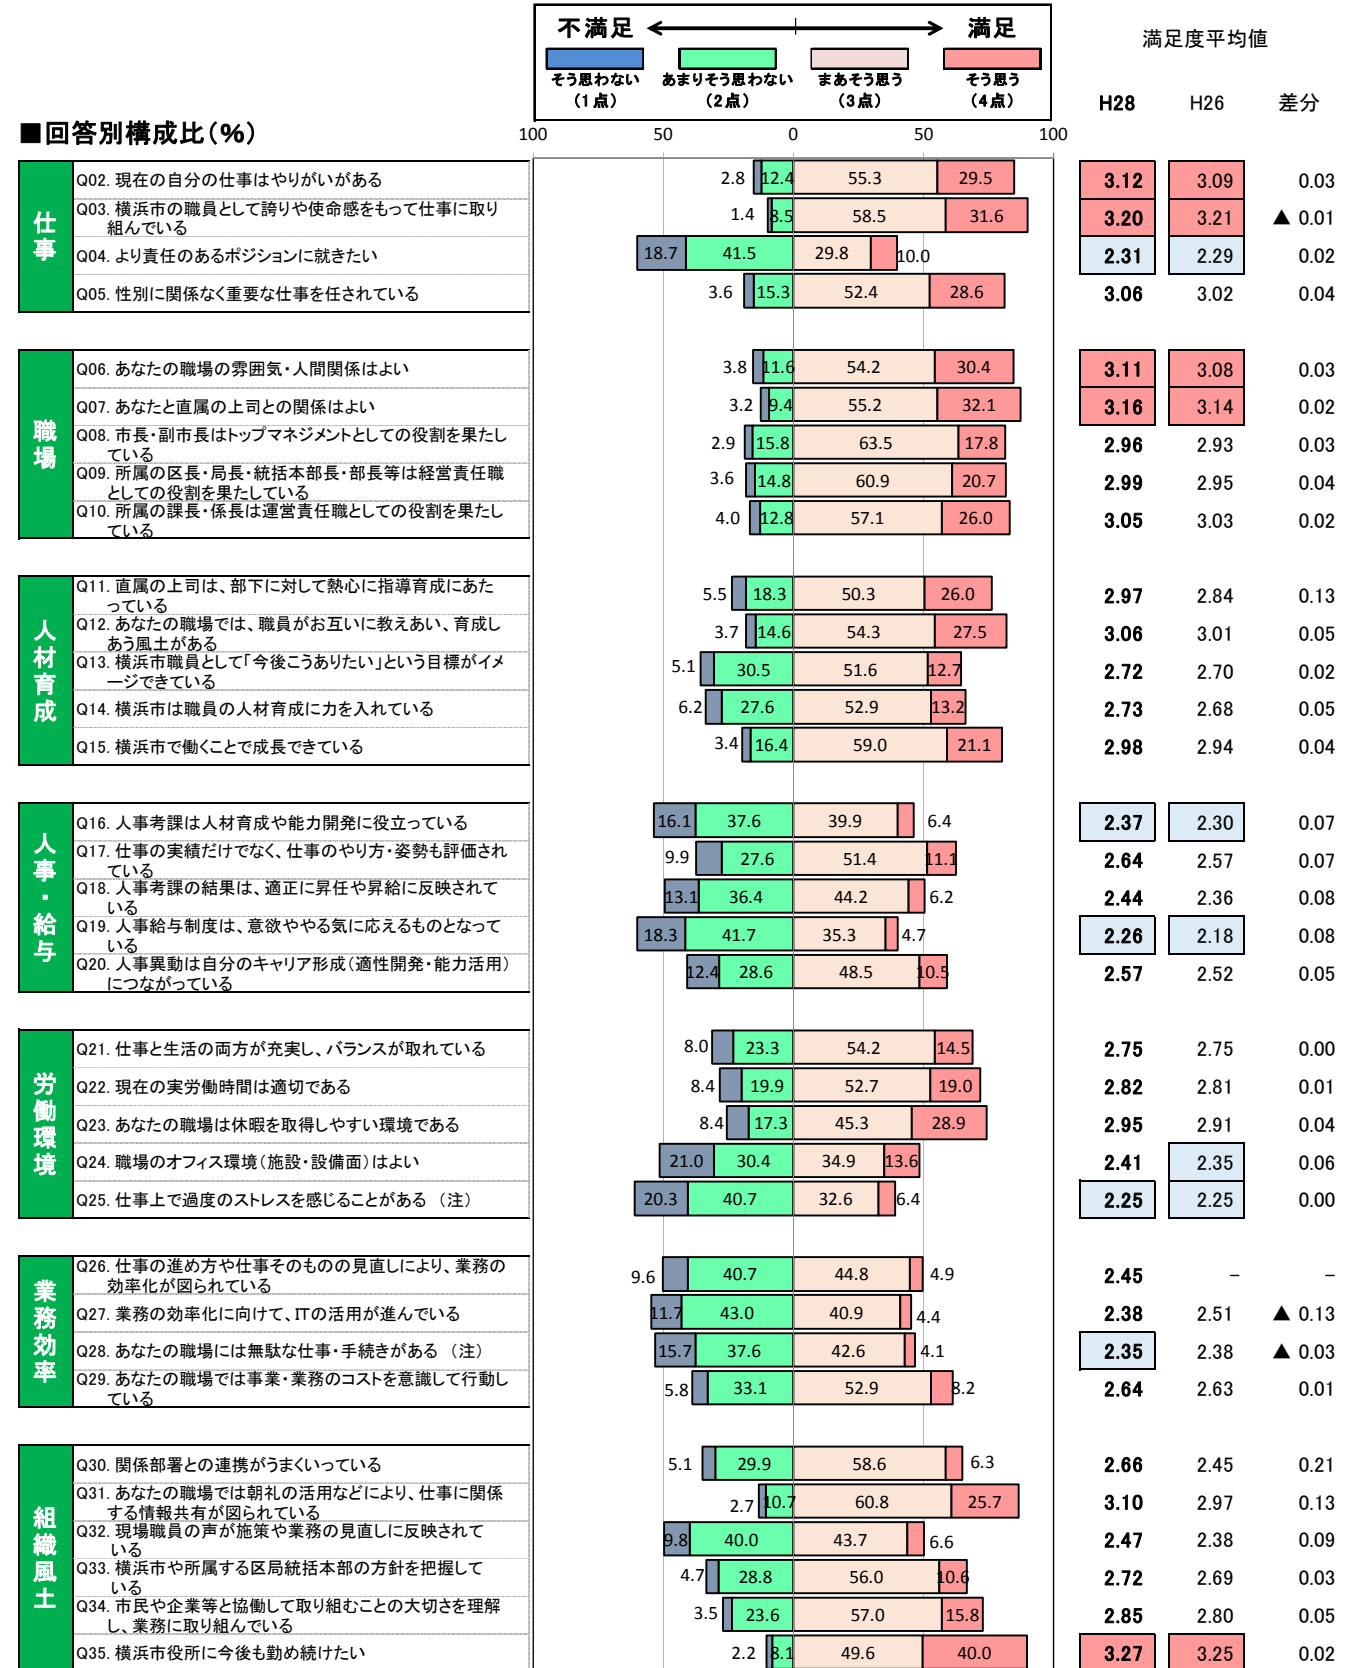 不満足 満足
満足度平均値
そう思わない あまりそう思わない まあそう思う そう思う
(1点) (2点) (3点) (4点)
H28 H26 差分
■回答別構成比(%)
100 50 0 50 100
仕事
Q02. 現在の自分の仕事はやりがいがある 2.8 12.4 55.3 29.5 3.12 3.09 0.03
Q03. 横浜市の職員として誇りや使命感をもって仕事に取り
組んでいる 1.4 8.5 58.5 31.6 3.20 3.21 ▲ 0.01
Q04. より責任のあるポジションに就きたい 18.7 41.5 29.8 10.0 2.31 2.29 0.02
Q05. 性別に関係なく重要な仕事を任されている 3.6 15.3 52.4 28.6 3.06 3.02 0.04
職場
Q06. あなたの職場の雰囲気・人間関係はよい 3.8 11.6 54.2 30.4 3.11 3.08 0.03
Q07. あなたと直属の上司との関係はよい 3.2 9.4 55.2 32.1 3.16 3.14 0.02
Q08. 市長・副市長はトップマネジメントとしての役割を果たし
ている 2.9 15.8 63.5 17.8 2.96 2.93 0.03
Q09. 所属の区長・局長・統括本部長・部長等は経営責任職
としての役割を果たしている 3.6 14.8 60.9 20.7 2.99 2.95 0.04
Q10. 所属の課長・係長は運営責任職としての役割を果たし
ている 4.0 12.8 57.1 26.0 3.05 3.03 0.02
人材育成
Q11. 直属の上司は、部下に対して熱心に指導育成にあた
っている 5.5 18.3 50.3 26.0 2.97 2.84 0.13
Q12. あなたの職場では、職員がお互いに教えあい、育成し
あう風土がある 3.7 14.6 54.3 27.5 3.06 3.01 0.05
Q13. 横浜市職員として「今後こうありたい」という目標がイメ
ージできている 5.1 30.5 51.6 12.7 2.72 2.70 0.02
Q14. 横浜市は職員の人材育成に力を入れている 6.2 27.6 52.9 13.2 2.73 2.68 0.05
Q15. 横浜市で働くことで成長できている 3.4 16.4 59.0 21.1 2.98 2.94 0.04
人事・給与
Q16. 人事考課は人材育成や能力開発に役立っている 16.1 37.6 39.9 6.4 2.37 2.30 0.07
Q17. 仕事の実績だけでなく、仕事のやり方・姿勢も評価され
ている 9.9 27.6 51.4 11.1 2.64 2.57 0.07
Q18. 人事考課の結果は、適正に昇任や昇給に反映されて
いる 13.1 36.4 44.2 6.2 2.44 2.36 0.08
Q19. 人事給与制度は、意欲ややる気に応えるものとなって
いる 18.3 41.7 35.3 4.7 2.26 2.18 0.08
Q20. 人事異動は自分のキャリア形成(適性開発・能力活用)
につながっている 12.4 28.6 48.5 10.5 2.57 2.52 0.05
労働環境
Q21. 仕事と生活の両方が充実し、バランスが取れている 8.0 23.3 54.2 14.5 2.75 2.75 0.00
Q22. 現在の実労働時間は適切である 8.4 19.9 52.7 19.0 2.82 2.81 0.01
Q23. あなたの職場は休暇を取得しやすい環境である 8.4 17.3 45.3 28.9 2.95 2.91 0.04
Q24. 職場のオフィス環境(施設・設備面)はよい 21.0 30.4 34.9 13.6 2.41 2.35 0.06
Q25. 仕事上で過度のストレスを感じることがある (注) 20.3 40.7 32.6 6.4 2.25 2.25 0.00
業務効率
Q26. 仕事の進め方や仕事そのものの見直しにより、業務の
効率化が図られている 9.6 40.7 44.8 4.9 2.45 − −
Q27. 業務の効率化に向けて、ITの活用が進んでいる 11.7 43.0 40.9 4.4 2.38 2.51 ▲ 0.13
Q28. あなたの職場には無駄な仕事・手続きがある (注) 15.7 37.6 42.6 4.1 2.35 2.38 ▲ 0.03
Q29. あなたの職場では事業・業務のコストを意識して行動し
ている 5.8 33.1 52.9 8.2 2.64 2.63 0.01
組織風土
Q30. 関係部署との連携がうまくいっている 5.1 29.9 58.6 6.3 2.66 2.45 0.21
Q31. あなたの職場では朝礼の活用などにより、仕事に関係
する情報共有が図られている 2.7 10.7 60.8 25.7 3.10 2.97 0.13
Q32. 現場職員の声が施策や業務の見直しに反映されて
いる 9.8 40.0 43.7 6.6 2.47 2.38 0.09
Q33. 横浜市や所属する区局統括本部の方針を把握して
いる 4.7 28.8 56.0 10.6 2.72 2.69 0.03
Q34. 市民や企業等と協働して取り組むことの大切さを理解
し、業務に取り組んでいる 3.5 23.6 57.0 15.8 2.85 2.80 0.05
Q35. 横浜市役所に今後も勤め続けたい 2.2 8.1 49.6 40.0 3.27 3.25 0.02